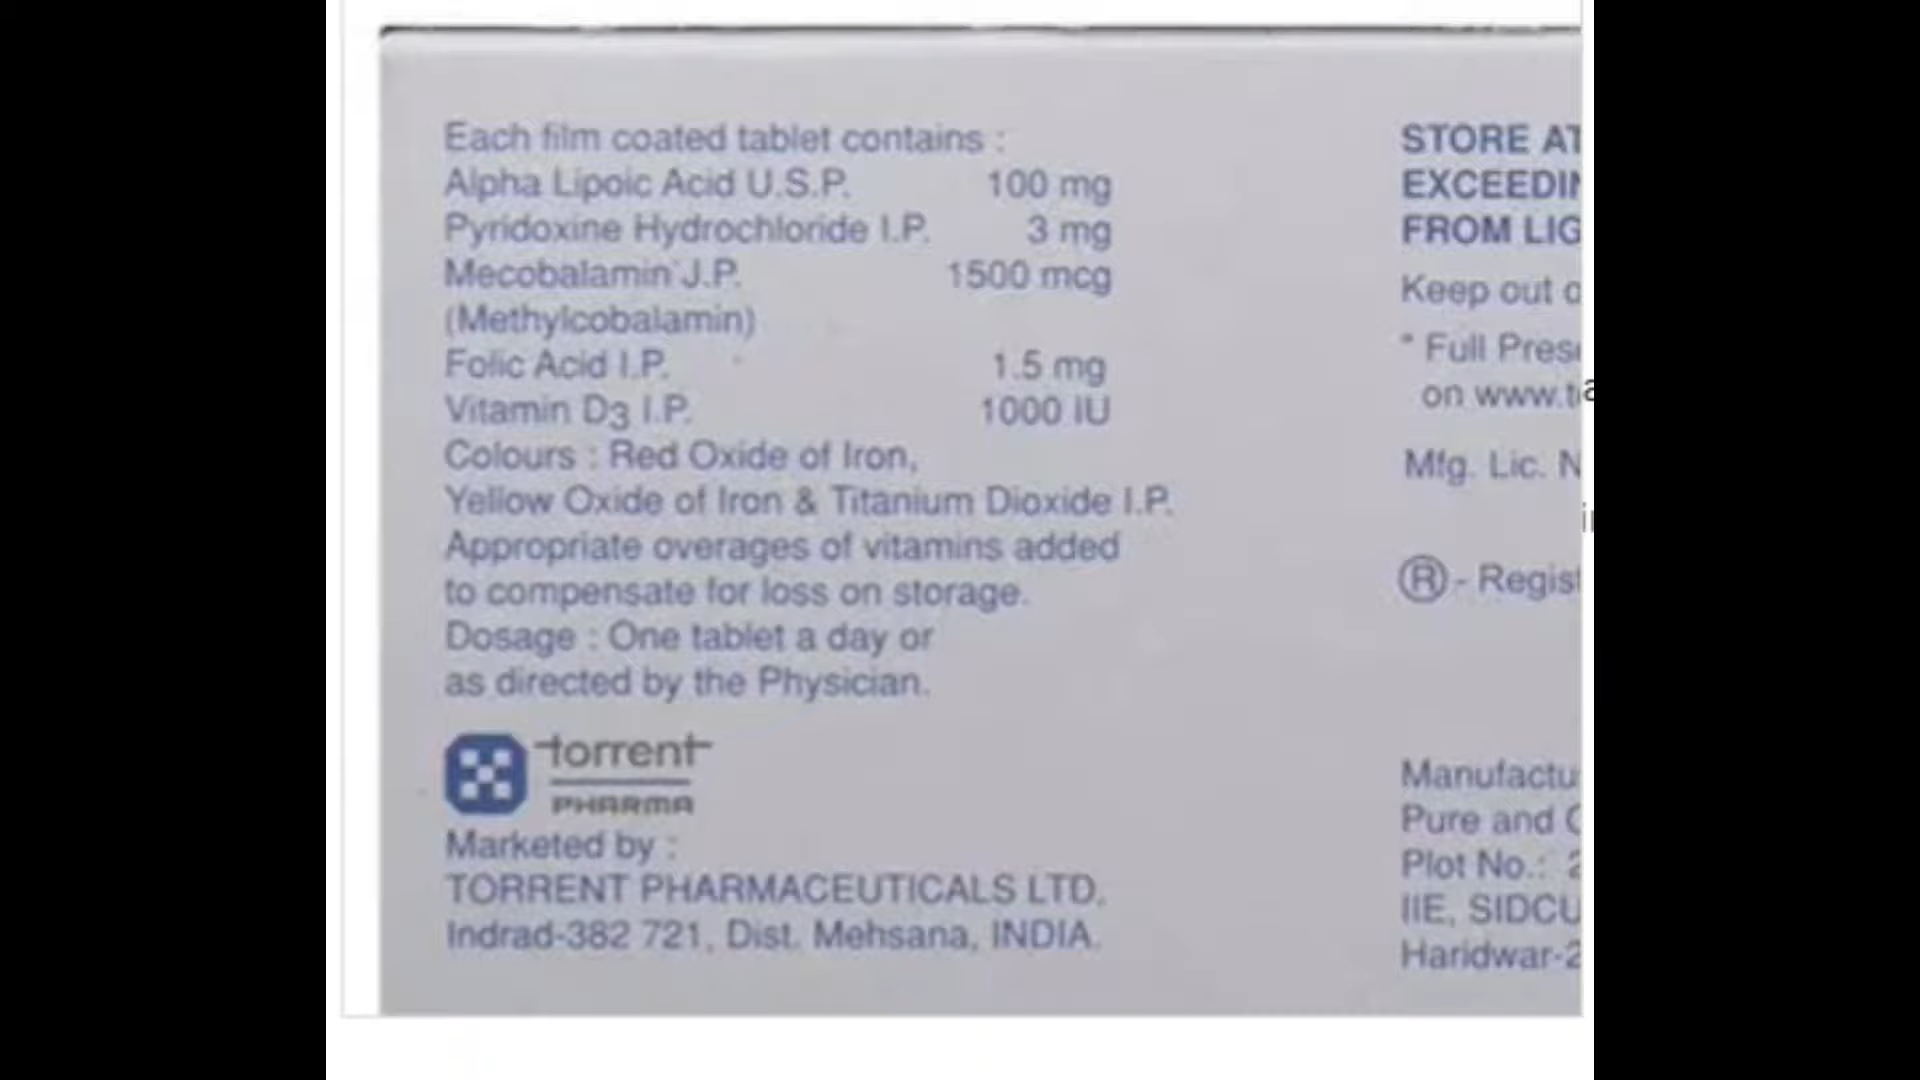 Each film coated tablet contains :
Alpha Lipoic Acid U.S.P. 100 mg
Pyridoxine Hydrochloride I.P. 3 mg
Mecobalamin J.P. 1500 mcg
(Methylcobalamin)
Folic Acid I.P. 1.5 mg
Vitamin D3 I.P. 1000 IU
Colours : Red Oxide of Iron,
Yellow Oxide of Iron & Titanium Dioxide I.P.
Appropriate overages of vitamins added
to compensate for loss on storage.
Dosage : One tablet a day or
as directed by the Physician.
torrent
PHARMA
Marketed by :
TORRENT PHARMACEUTICALS LTD.
Indrad-382 721, Dist. Mehsana, INDIA.
STORE AT
EXCEEDIN
FROM LIG
Keep out o
* Full Pres
on www.t
Mfg. Lic. N
® - Regist
Manufactu
Pure and
Plot No.: 2
IIE, SIDCU
Haridwar-2